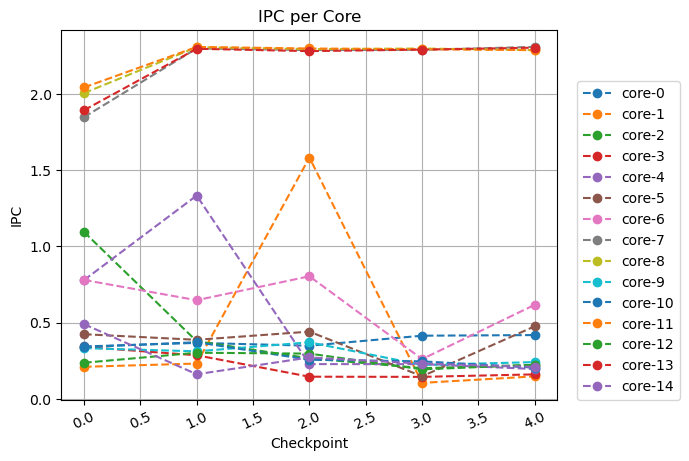 IPC per Core
IPC
2.0
1.5
1.0
0.5
0.0
0.0 0.5 1.0 1.5 2.0 2.5 3.0 3.5 4.0
Checkpoint
core-0
core-1
core-2
core-3
core-4
core-5
core-6
core-7
core-8
core-9
core-10
core-11
core-12
core-13
core-14